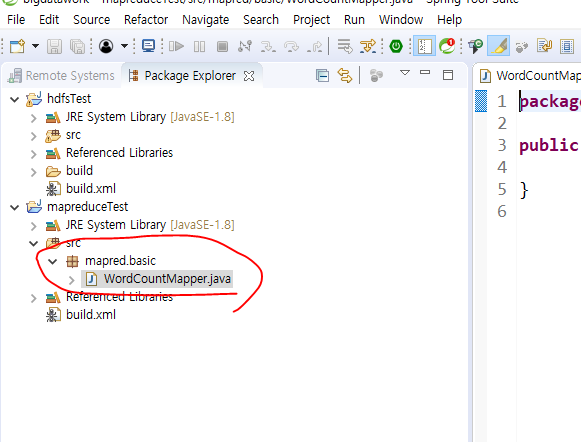 bigdatawork - mapreduceTest/src/mapred/basic/WordCountMapper.java - Spring Tool Suite
File Edit Source Refactor Navigate Search Project Run Window Help
Remote Systems Package Explorer
hdfsTest
JRE System Library [JavaSE-1.8]
src
Referenced Libraries
build
build.xml
mapreduceTest
JRE System Library [JavaSE-1.8]
src
mapred.basic
WordCountMapper.java
Referenced Libraries
build.xml
WordCountMap
1 package
2
3 public
4
5 }
6